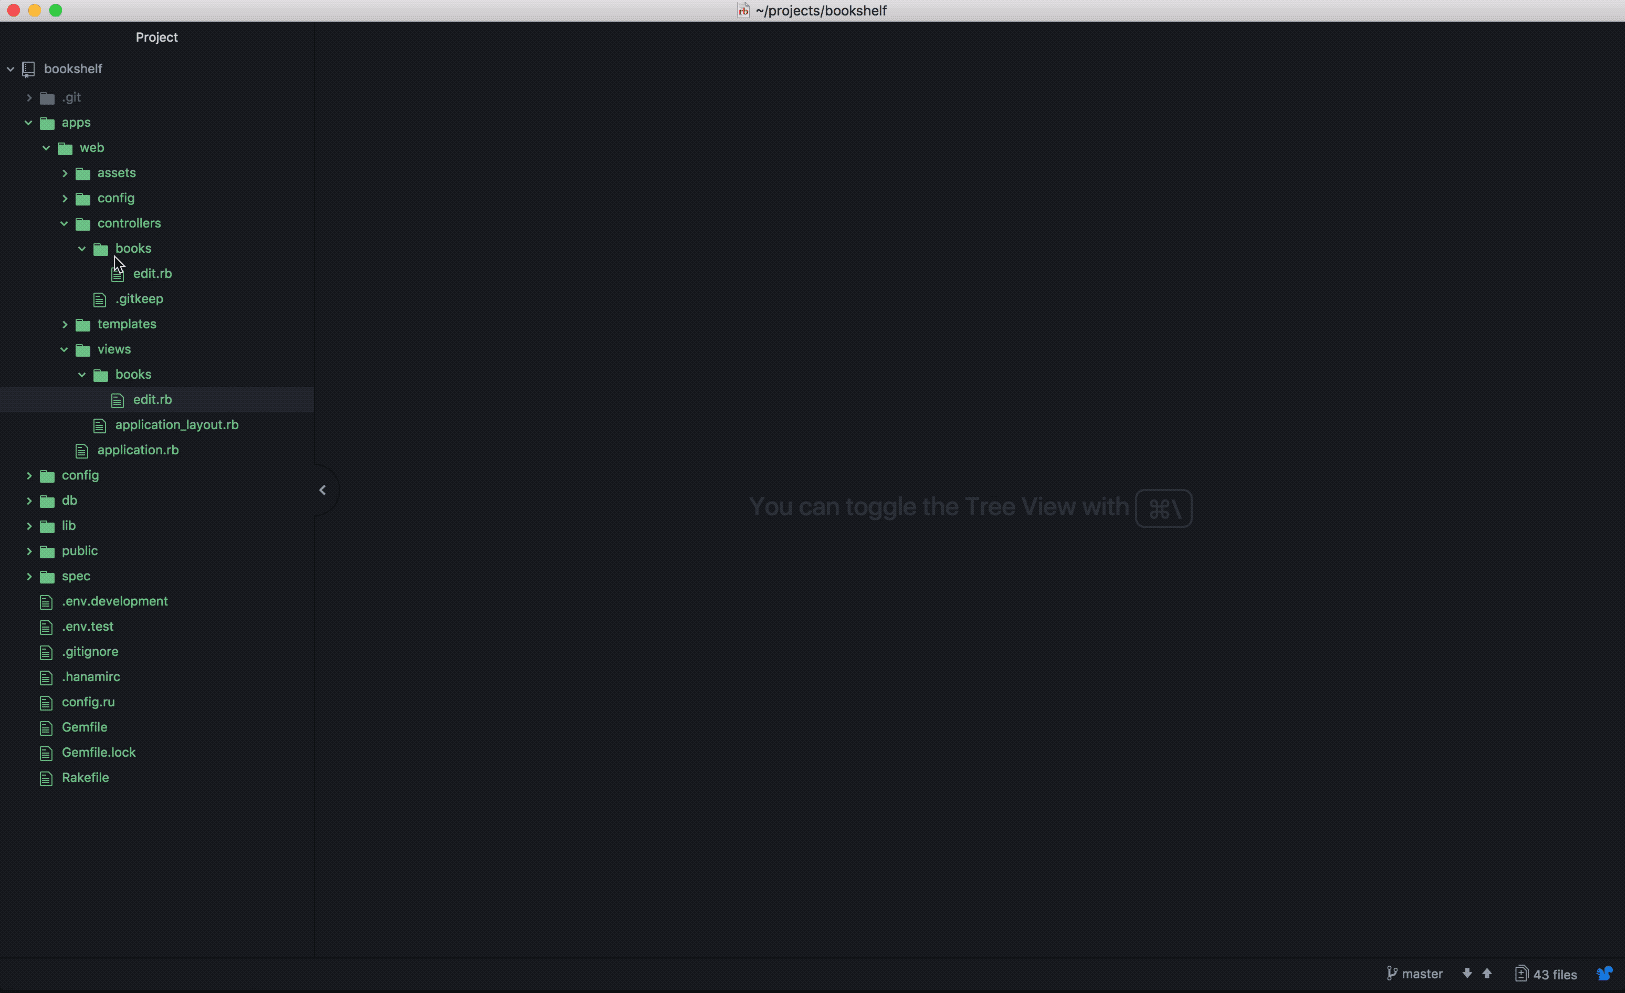 ~/projects/bookshelf
Project
bookshelf
.git
apps
web
assets
config
controllers
books
edit.rb
.gitkeep
templates
views
books
edit.rb
application_layout.rb
application.rb
config
db
lib
public
spec
.env.development
.env.test
.gitignore
.hanamirc
config.ru
Gemfile
Gemfile.lock
Rakefile
You can toggle the Tree View with ⌘\
master 43 files